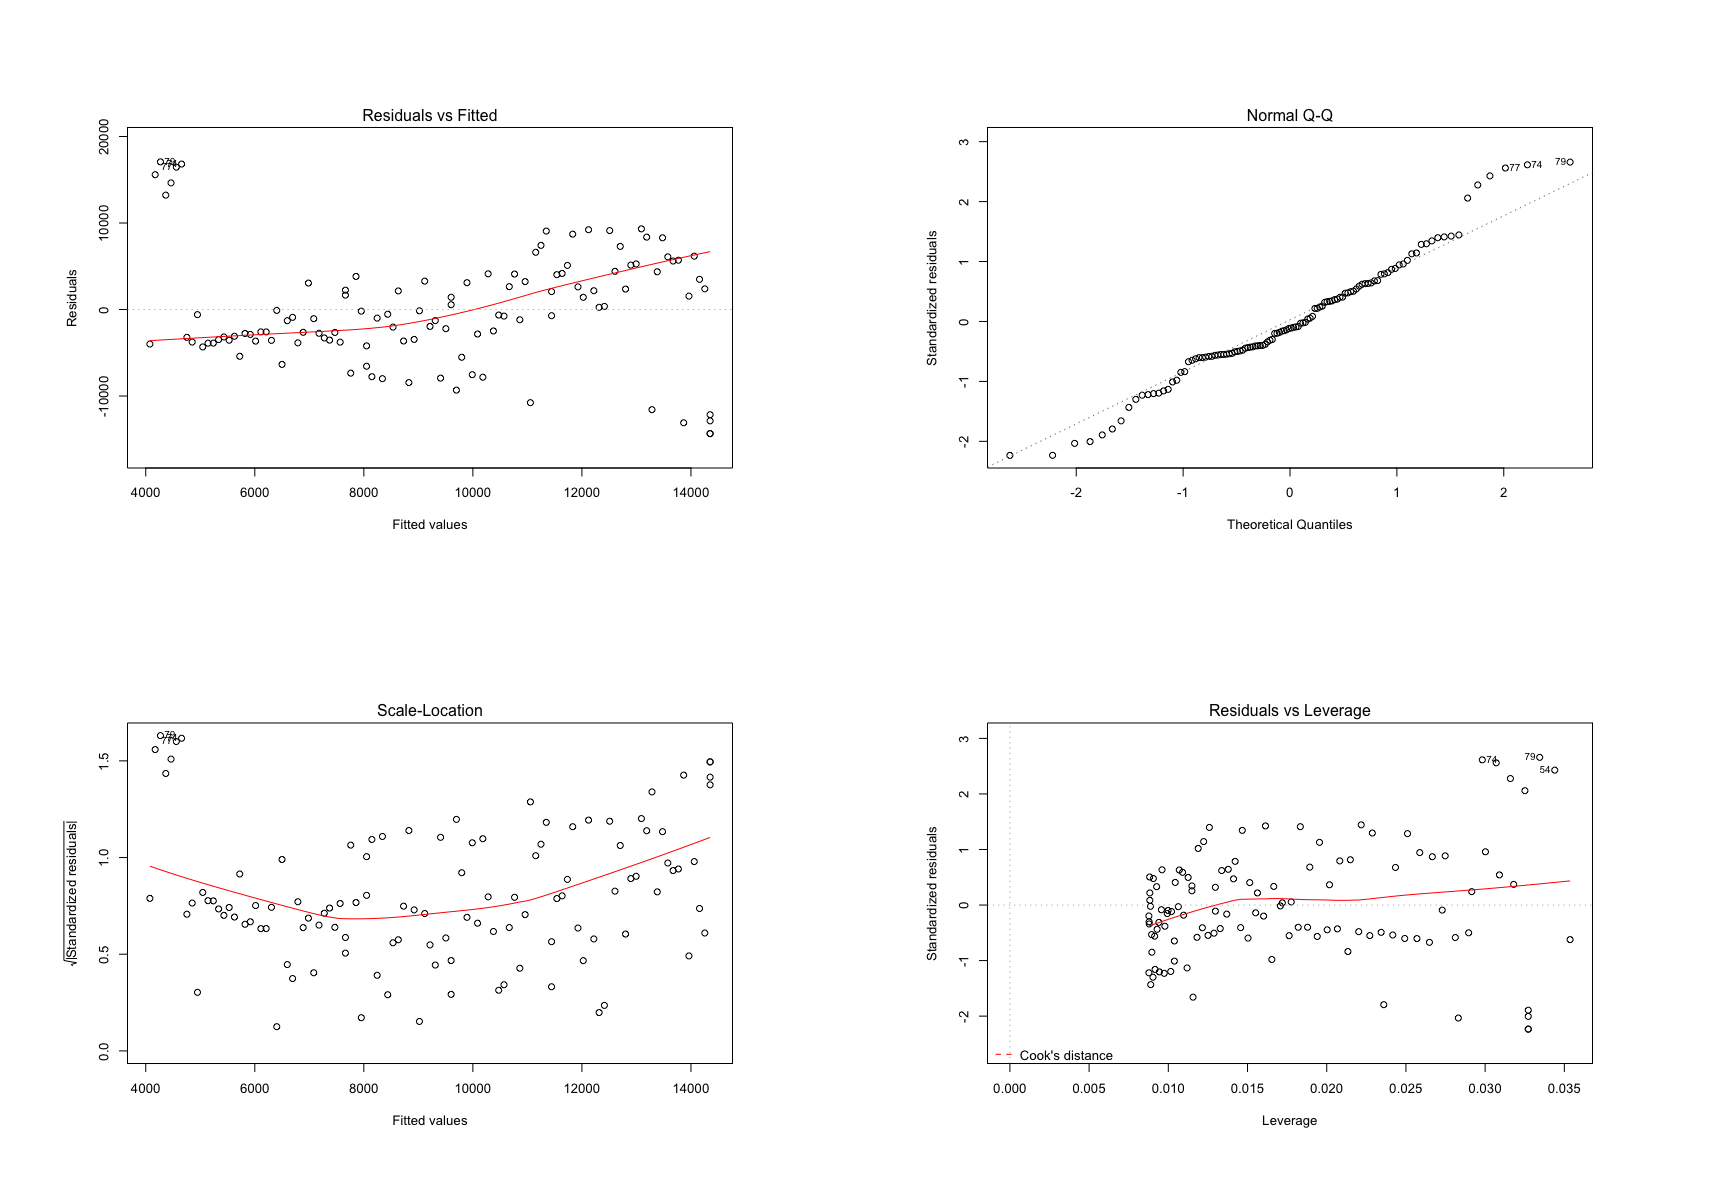 Residuals vs Fitted
20000
10000
0
-10000
Residuals
79
4000 6000 8000 10000 12000 14000
Fitted values
Normal Q-Q
3
2
1
0
-1
-2
Standardized residuals
77 74 79
-2 -1 0 1 2
Theoretical Quantiles
Scale-Location
1.5
1.0
0.5
0.0
√|Standardized residuals|
79
4000 6000 8000 10000 12000 14000
Fitted values
Residuals vs Leverage
3
2
1
0
-1
-2
Standardized residuals
74 79
54
Cook's distance
0.000 0.005 0.010 0.015 0.020 0.025 0.030 0.035
Leverage